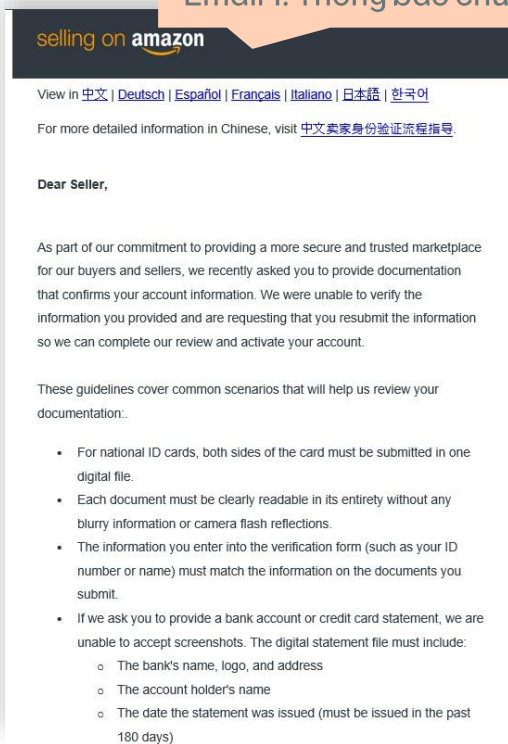 Email 1: Thông báo
selling on amazon
View in 中文 | Deutsch | Español | Français | Italiano | 日本語 | 한국어
For more detailed information in Chinese, visit 中文卖家身份验证流程指导.
Dear Seller,
As part of our commitment to providing a more secure and trusted marketplace
for our buyers and sellers, we recently asked you to provide documentation
that confirms your account information. We were unable to verify the
information you provided and are requesting that you resubmit the information
so we can complete our review and activate your account.
These guidelines cover common scenarios that will help us review your
documentation:.
• For national ID cards, both sides of the card must be submitted in one
digital file.
• Each document must be clearly readable in its entirety without any
blurry information or camera flash reflections.
• The information you enter into the verification form (such as your ID
number or name) must match the information on the documents you
submit.
• If we ask you to provide a bank account or credit card statement, we are
unable to accept screenshots. The digital statement file must include:
o The bank's name, logo, and address
o The account holder's name
o The date the statement was issued (must be issued in the past
180 days)